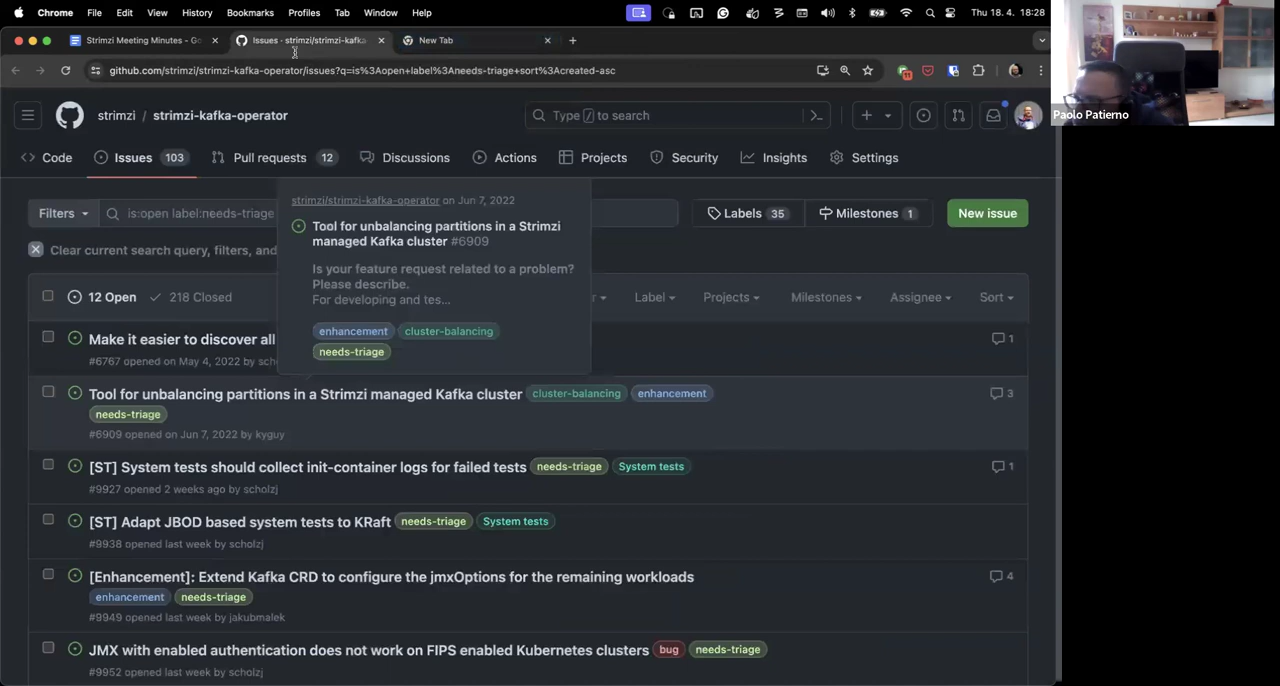 Chrome File Edit View History Bookmarks Profiles Tab Window Help Thu 18. 4. 18:28
Strimzi Meeting Minutes - Go
Issues · strimzi/strimzi-kafka
New Tab
github.com/strimzi/strimzi-kafka-operator/issues?q=is%3Aopen+label%3Aneeds-triage+sort%3Acreated-asc
11
Paolo Patierno
strimzi / strimzi-kafka-operator
Type / to search
Code Issues 103 Pull requests 12 Discussions Actions Projects Security Insights Settings
strimzi/strimzi-kafka-operator on Jun 7, 2022
Tool for unbalancing partitions in a Strimzi
managed Kafka cluster #6909
Is your feature request related to a problem?
Please describe.
For developing and tes...
enhancement cluster-balancing
needs-triage
Filters is:open label:needs-triage Labels 35 Milestones 1 New issue
Clear current search query, filters, and
12 Open 218 Closed Label Projects Milestones Assignee Sort
Make it easier to discover all 1
#6767 opened on May 4, 2022 by sch
Tool for unbalancing partitions in a Strimzi managed Kafka cluster cluster-balancing enhancement 3
needs-triage
#6909 opened on Jun 7, 2022 by kyguy
[ST] System tests should collect init-container logs for failed tests needs-triage System tests 1
#9927 opened 2 weeks ago by scholzj
[ST] Adapt JBOD based system tests to KRaft needs-triage System tests
#9938 opened last week by scholzj
[Enhancement]: Extend Kafka CRD to configure the jmxOptions for the remaining workloads 4
enhancement needs-triage
#9949 opened last week by jakubmalek
JMX with enabled authentication does not work on FIPS enabled Kubernetes clusters bug needs-triage
#9952 opened last week by scholzj